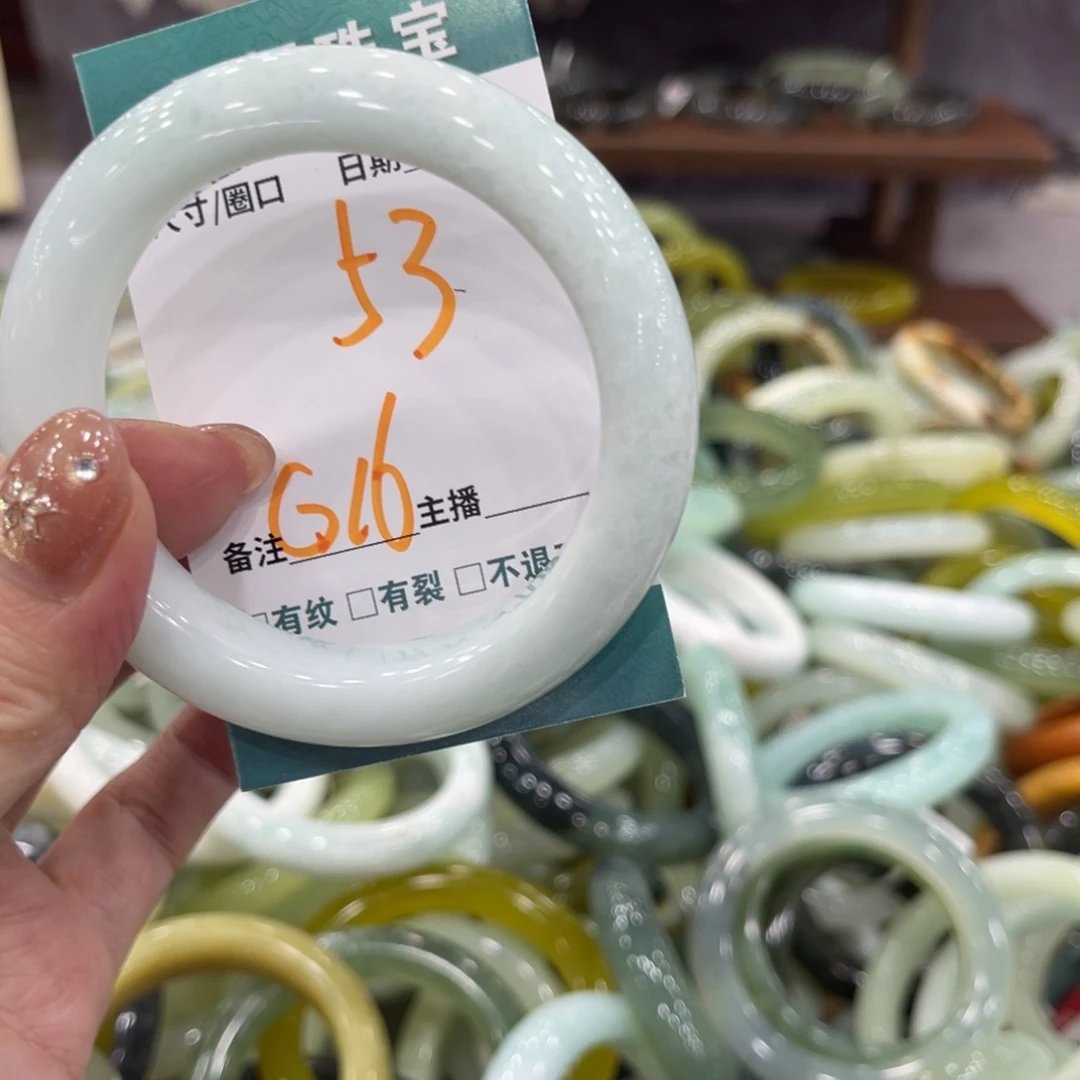 珠宝
寸/圈口 日期
53
G16
备注 主播
□有纹 □有裂 □不退